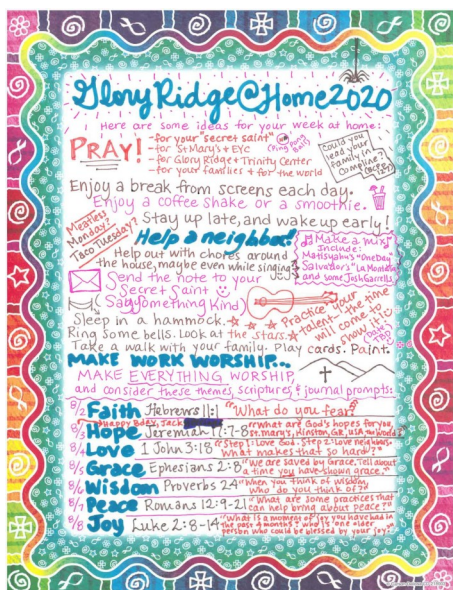 Glory Ridge@Home2020
Here are some ideas for your week at home:
PRAY!
-for your "secret saint"
-for St Mary's + EYC
-for Glory Ridge + Trinity Center
-for your families + for the world
(Ping Pong Ball)
Could you lead your family in Compline?
Enjoy a break from screens each day.
Enjoy a coffee shake or a smoothie.
Stay up late, and wake up early!
Meatless Monday?
Taco Tuesday?
Help a neighbor!
Help out with chores around
the house, maybe even while singing
Make a mix
Include:
Matisyahu's "One Day"
Salvador's "La Montaña"
and some Josh Garrells
Send the note to your
Secret Saint (or
Say Something Kind)
Practice your
talent- the time
will come to
show it!
Sleep in a hammock.
Ring some bells. Look at the stars.
Take a walk with your family. Play cards. Paint.
MAKE WORK WORSHIP...
MAKE EVERYTHING WORSHIP,
and consider these themes, scriptures, & journal prompts:
8/2 Faith Hebrews 11:1 "What do you fear?"
Happy Bday, Jack
8/3 Hope Jeremiah 17:7-8 "what are God's hopes for you, St. Mary's, Kinston, GR, USA, the world?"
8/4 Love 1 John 3:18 "Step 1: Love God. Step 2: Love neighbors. What makes that so hard?"
8/5 Grace Ephesians 2:8 "We are saved by Grace. Tell about a time you have shown grace."
8/6 Wisdom Proverbs 24 "When you think of wisdom, who do you think of?"
8/7 Peace Romans 12:9-21 "What are some practices that can help bring about peace?"
8/8 Joy Luke 2:8-14 "What is a moment of joy you have had in the past 4 months? Who is one older person who could be blessed by your joy?"